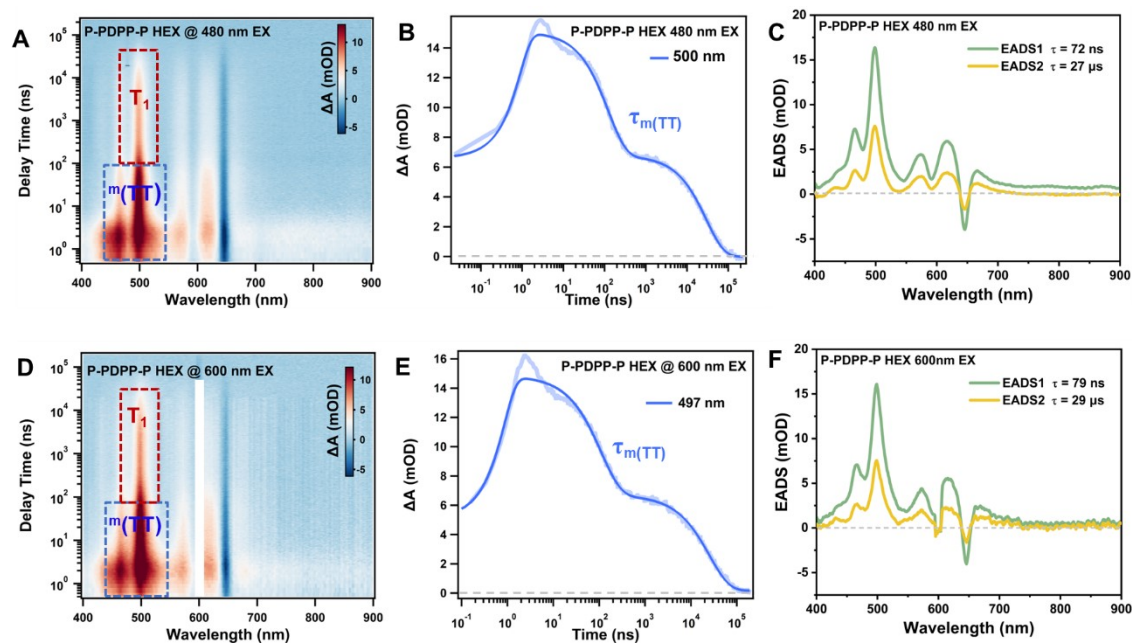 A
P-PDPP-P HEX @ 480 nm EX
T1
m(TT)
ΔA (mOD)
10
5
0
-5
Delay Time (ns)
10^5
10^4
10^3
10^2
10^1
10^0
400 500 600 700 800 900
Wavelength (nm)
B
P-PDPP-P HEX 480 nm EX
500 nm
τm(TT)
ΔA (mOD)
14
12
10
8
6
4
2
0
10^-1 10^0 10^1 10^2 10^3 10^4 10^5
Time (ns)
C
P-PDPP-P HEX 480 nm EX
EADS1 τ = 72 ns
EADS2 τ = 27 μs
EADS (mOD)
20
15
10
5
0
-5
400 500 600 700 800 900
Wavelength (nm)
D
P-PDPP-P HEX @ 600 nm EX
T1
m(TT)
ΔA (mOD)
10
5
0
-5
Delay Time (ns)
10^5
10^4
10^3
10^2
10^1
10^0
400 500 600 700 800 900
Wavelength (nm)
E
P-PDPP-P HEX @ 600 nm EX
497 nm
τm(TT)
ΔA (mOD)
16
14
12
10
8
6
4
2
0
10^-1 10^0 10^1 10^2 10^3 10^4 10^5
Time (ns)
F
P-PDPP-P HEX 600nm EX
EADS1 τ = 79 ns
EADS2 τ = 29 μs
EADS (mOD)
20
15
10
5
0
-5
400 500 600 700 800 900
Wavelength (nm)